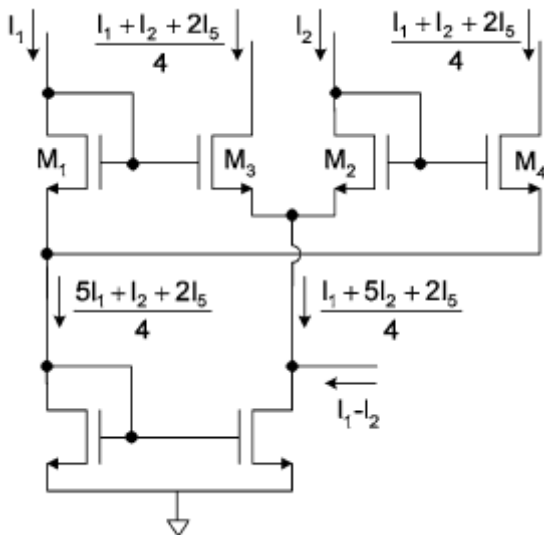 I₁
I₁ + I₂ + 2I₅
4
I₂
I₁ + I₂ + 2I₅
4
M₁
M₃
M₂
M₄
5I₁ + I₂ + 2I₅
4
I₁ + 5I₂ + 2I₅
4
I₁-I₂